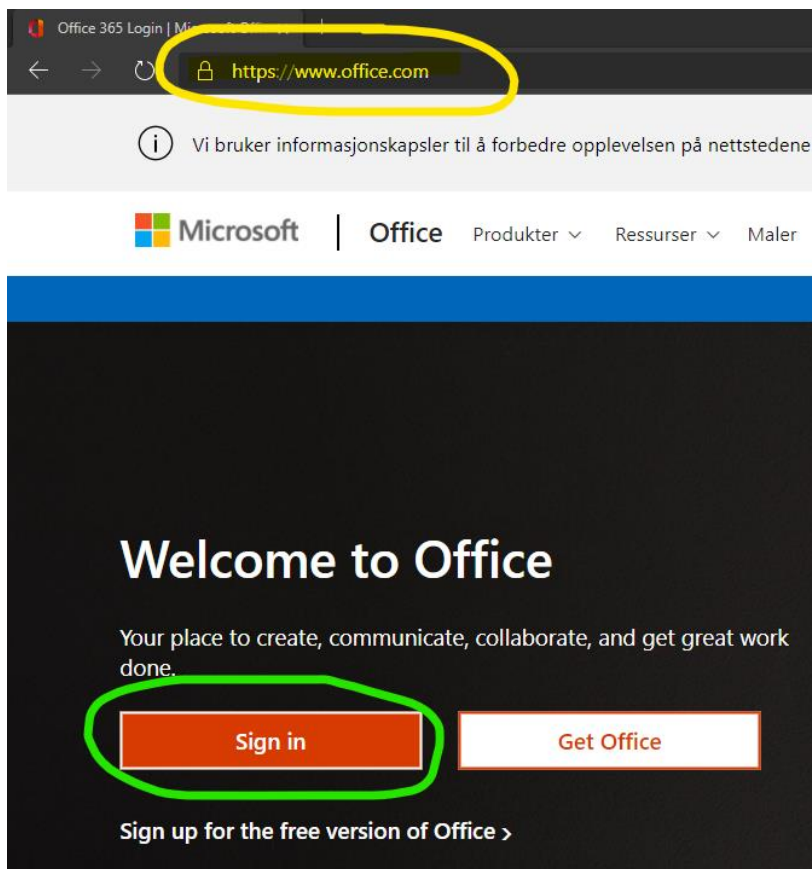 Office 365 Login | Microsoft Offi
https://www.office.com
Vi bruker informasjonskapsler til å forbedre opplevelsen på nettstedene
Microsoft | Office Produkter Ressurser Maler
Welcome to Office
Your place to create, communicate, collaborate, and get great work
done.
Sign in Get Office
Sign up for the free version of Office >